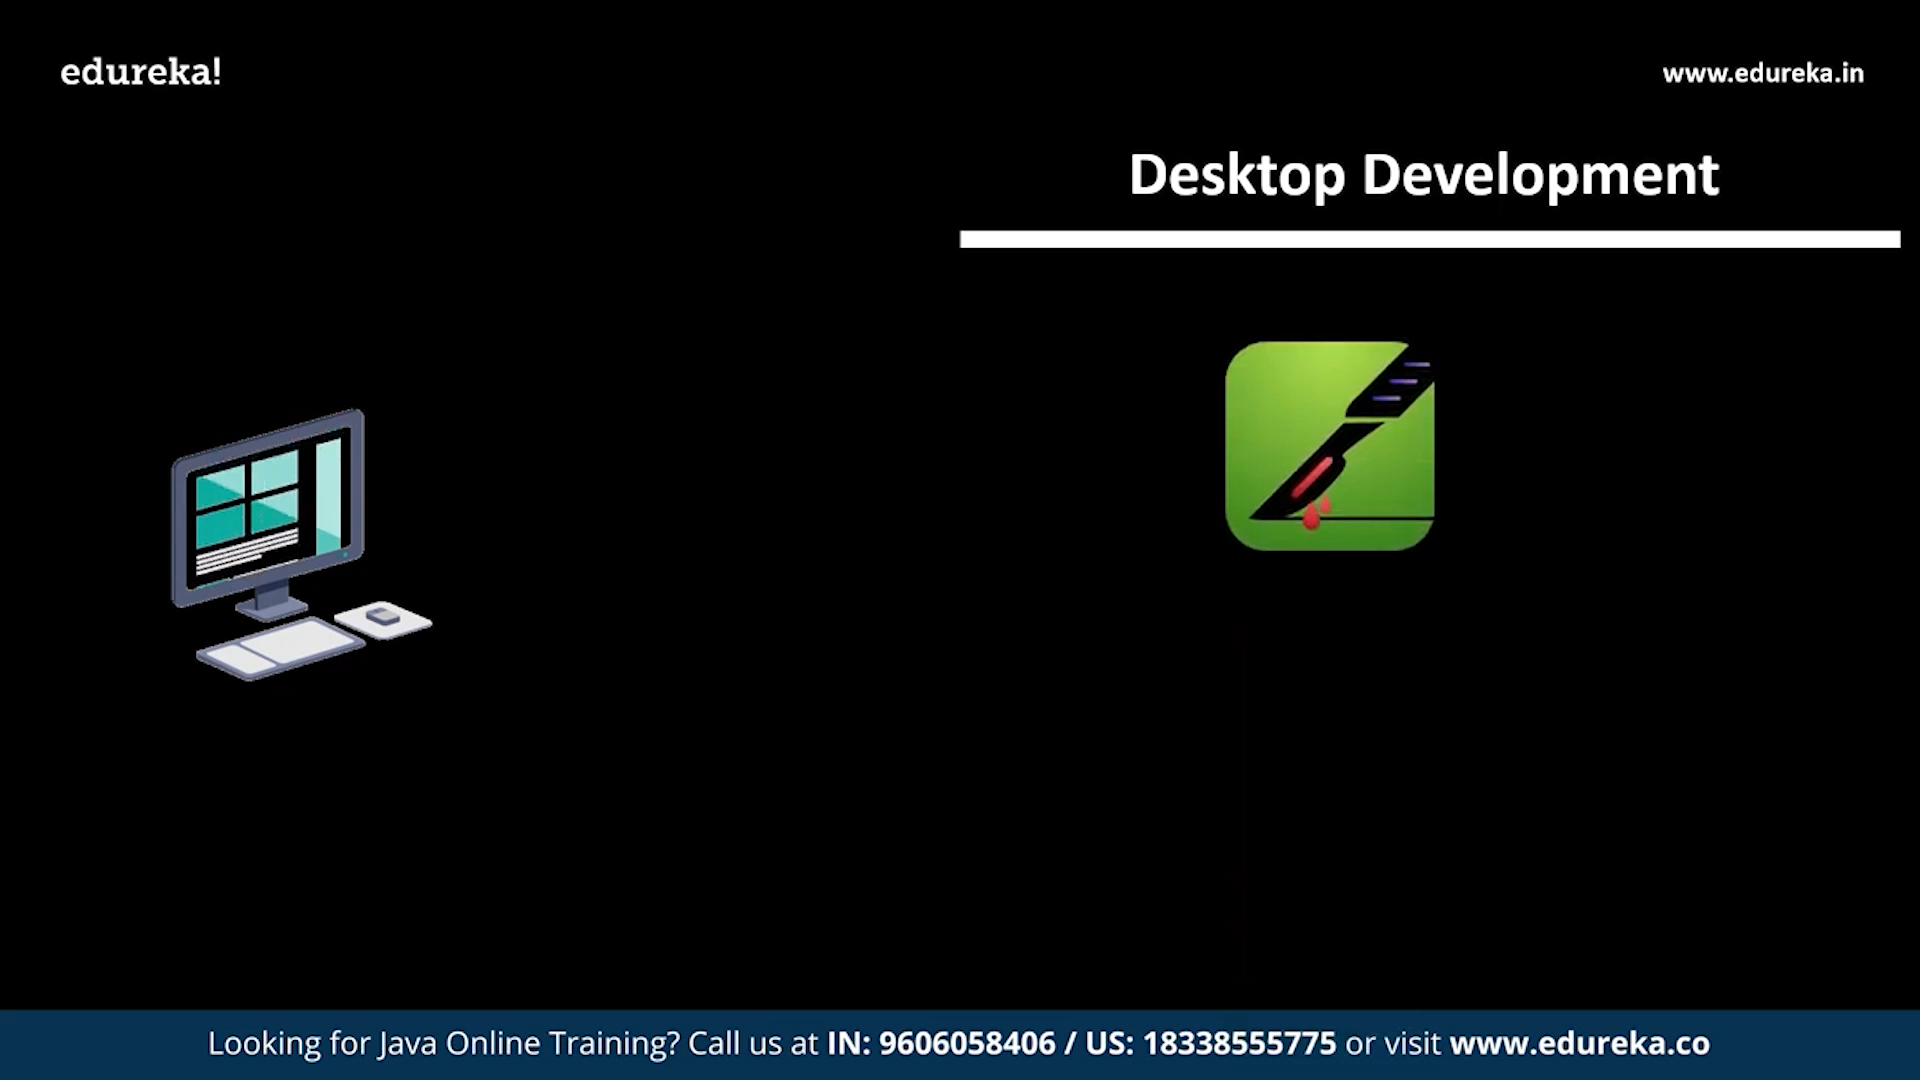 edureka!
www.edureka.in
Desktop Development
Looking for Java Online Training? Call us at IN: 9606058406 / US: 18338555775 or visit www.edureka.co